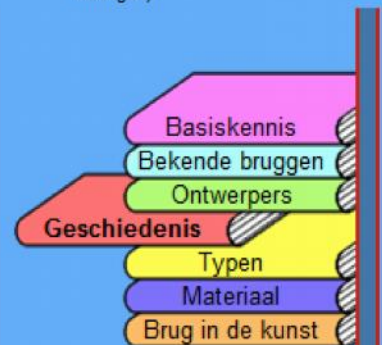 Basiskennis
Bekende bruggen
Ontwerpers
Geschiedenis
Typen
Materiaal
Brug in de kunst